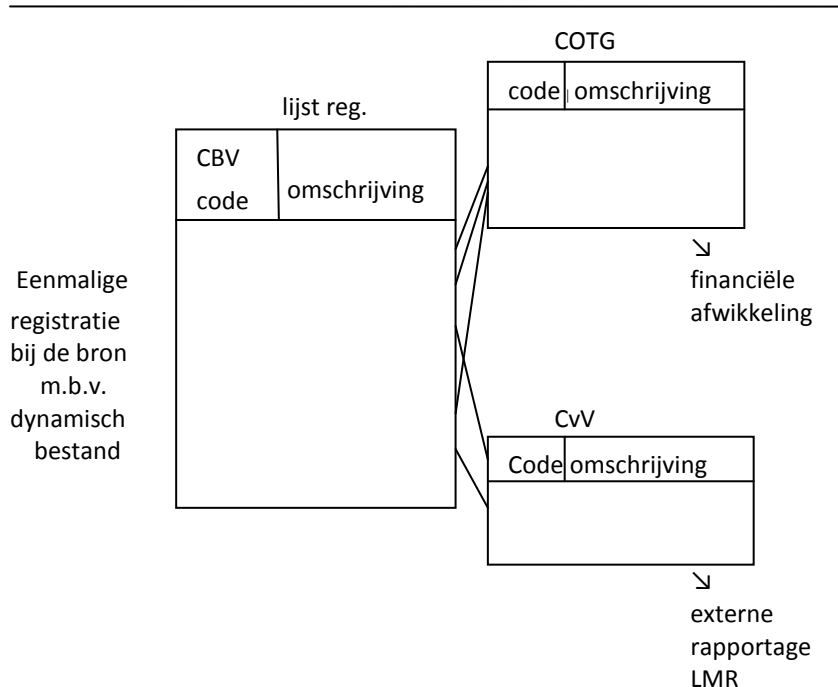 COTG
code omschrijving
lijst reg.
CBV
code omschrijving
Eenmalige
registratie
bij de bron
m.b.v.
dynamisch
bestand
financiële
afwikkeling
CvV
Code omschrijving
externe
rapportage
LMR